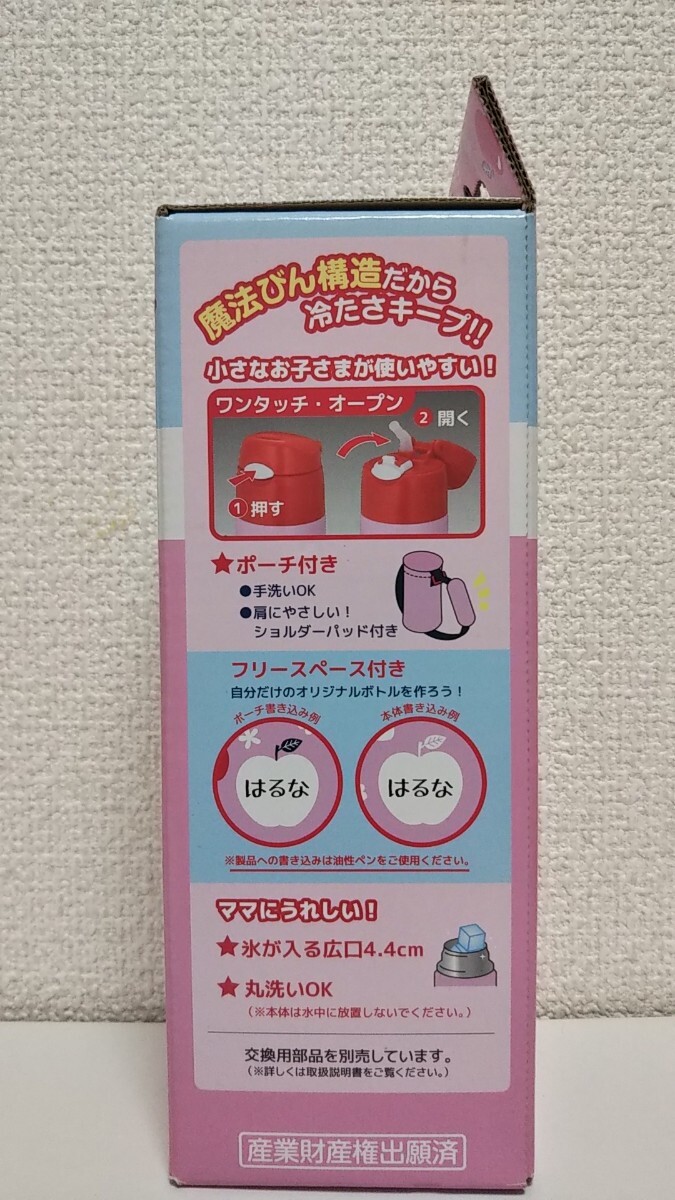 魔法びん構造だから
冷たさキープ!!
小さなお子さまが使いやすい！
ワンタッチ・オープン
① 押す
② 開く
★ポーチ付き
●手洗いOK
●肩にやさしい！
ショルダーパッド付き
フリースペース付き
自分だけのオリジナルボトルを作ろう！
ポーチ書き込み例
はるな
本体書き込み例
はるな
※製品への書き込みは油性ペンをご使用ください。
ママにうれしい！
★氷が入る広口4.4cm
★丸洗いOK
（※本体は水中に放置しないでください。）
交換用部品を別売しています。
（※詳しくは取扱説明書をご覧ください。）
産業財産権出願済